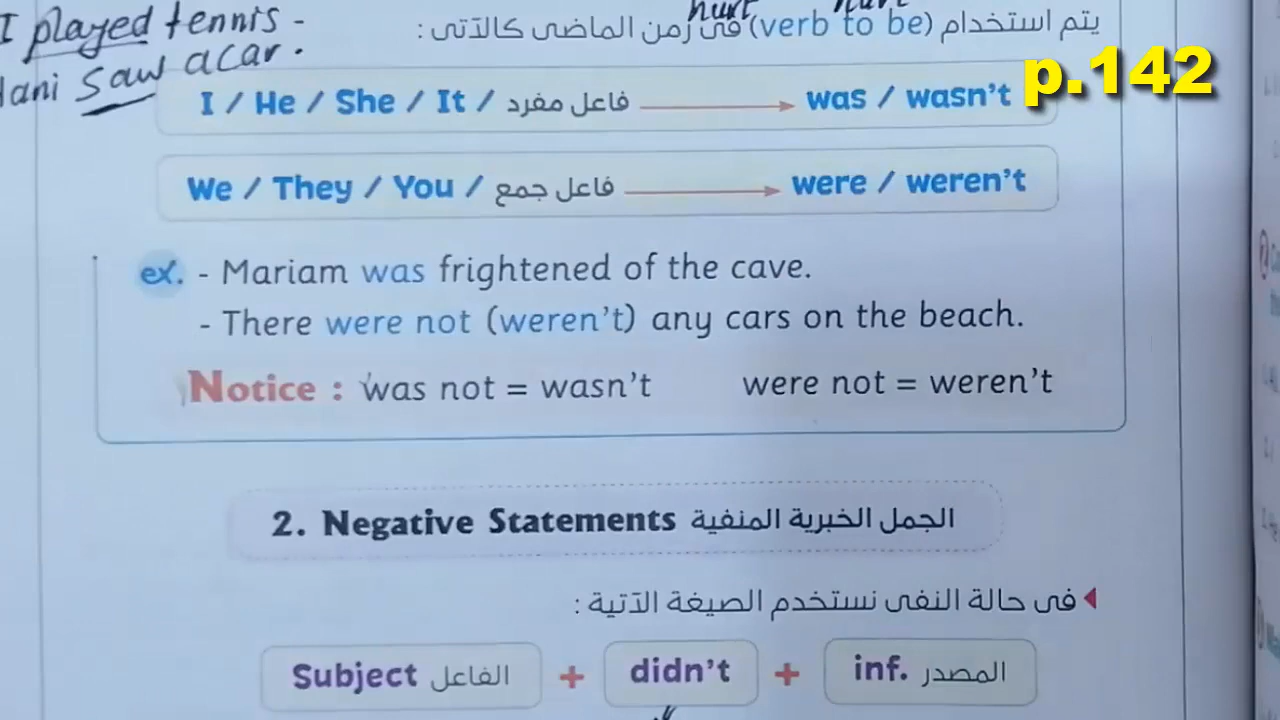 I played tennis -
saw a car.
hurt
يتم استخدام (verb to be) فى زمن الماضى كالآتى :
p.142
I / He / She / It / فاعل مفرد was / wasn't
We / They / You / فاعل جمع were / weren't
ex. - Mariam was frightened of the cave.
- There were not (weren't) any cars on the beach.
Notice : was not = wasn't were not = weren't
2. Negative Statements الجمل الخبرية المنفية
فى حالة النفى نستخدم الصيغة الآتية :
Subject الفاعل + didn't + inf. المصدر